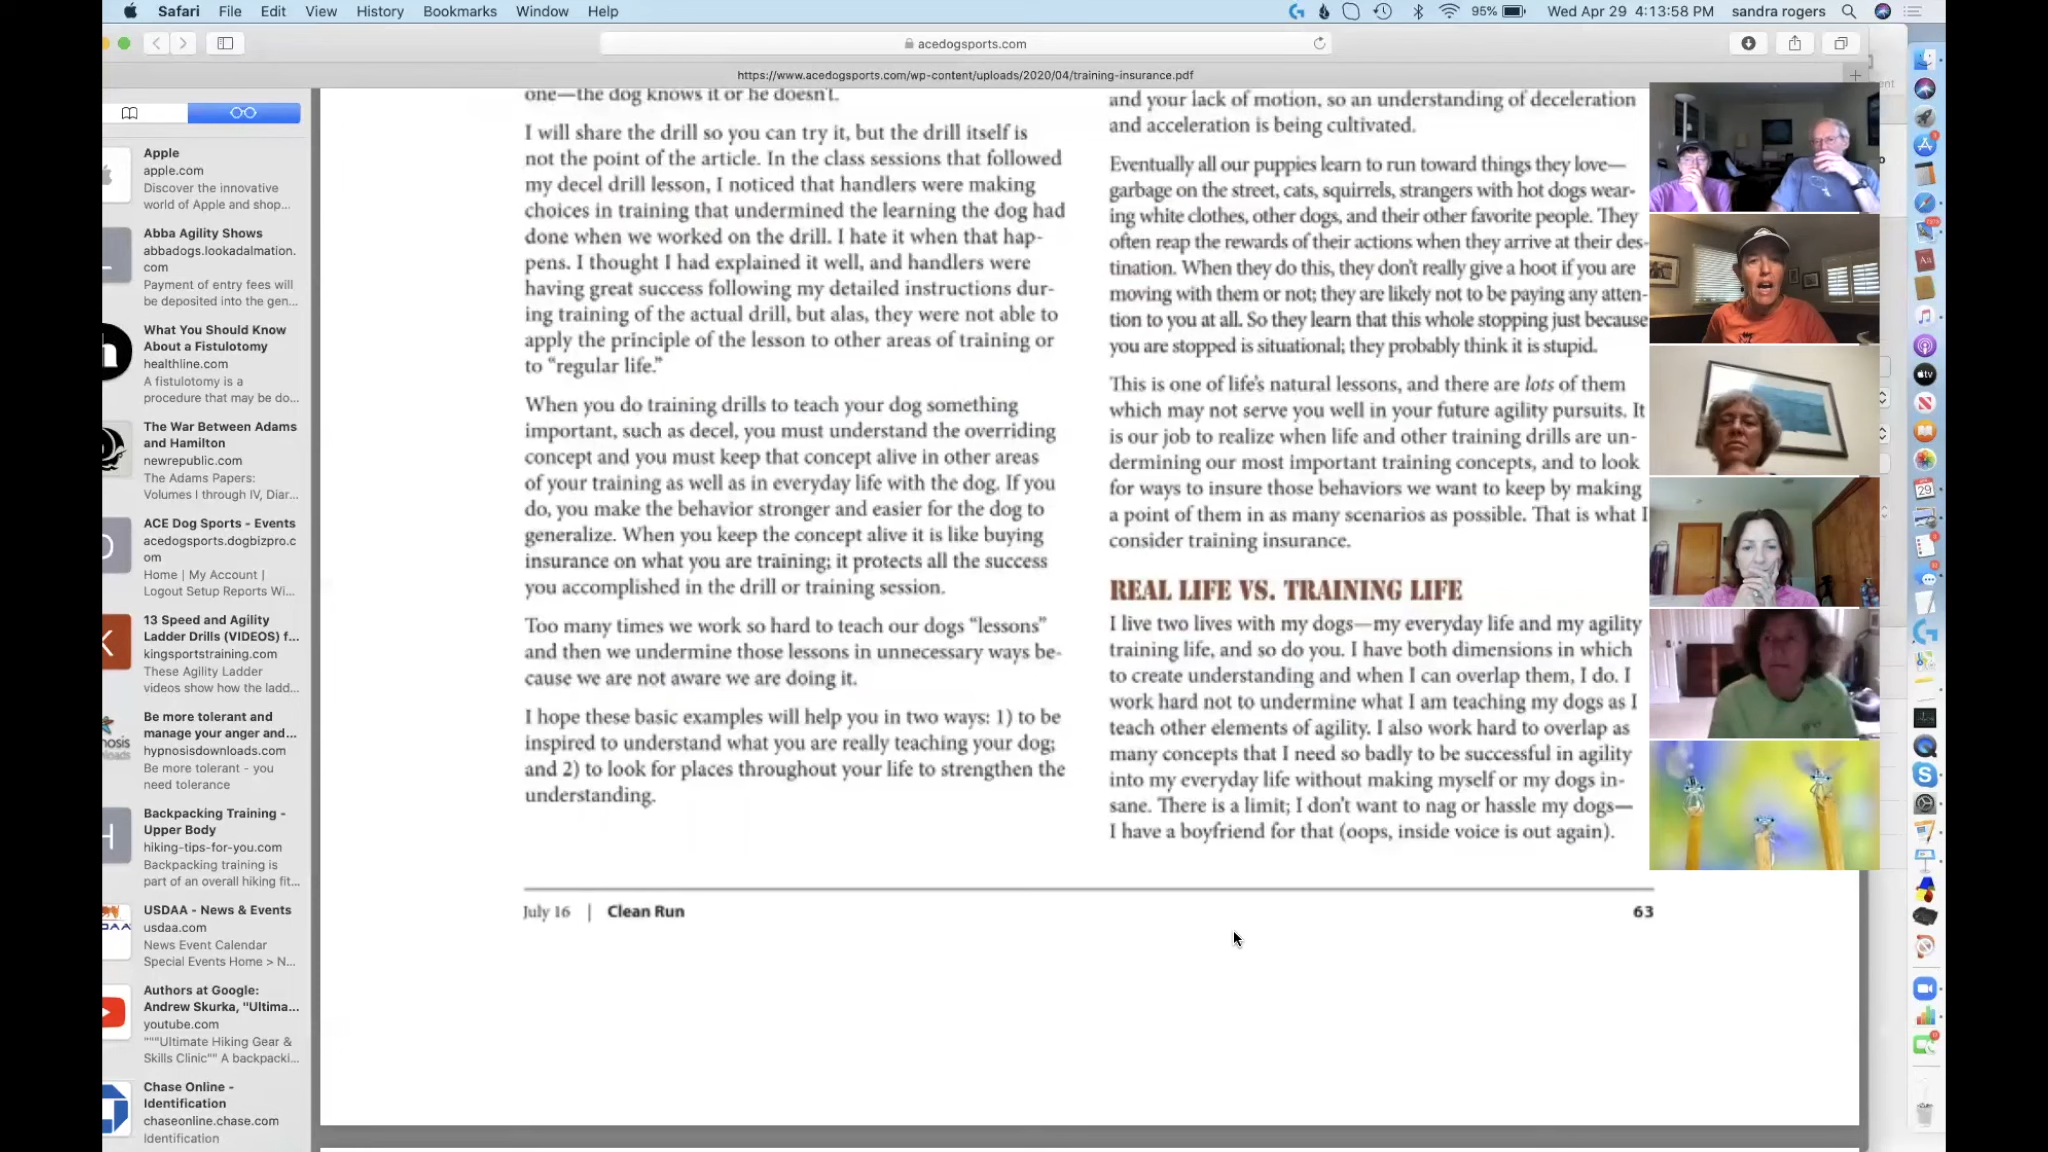 Safari File Edit View History Bookmarks Window Help
95% Wed Apr 29 4:13:58 PM sandra rogers
acedogsports.com
https://www.acedogsports.com/wp-content/uploads/2020/04/training-insurance.pdf
Apple
apple.com
Discover the innovative
world of Apple and shop...
Abba Agility Shows
abbadogs.lookadalmation.
com
Payment of entry fees will
be deposited into the gen...
What You Should Know
About a Fistulotomy
healthline.com
A fistulotomy is a
procedure that may be do...
The War Between Adams
and Hamilton
newrepublic.com
The Adams Papers:
Volumes I through IV, Diar...
ACE Dog Sports - Events
acedogsports.dogbizpro.c
om
Home | My Account |
Logout Setup Reports Wi...
13 Speed and Agility
Ladder Drills (VIDEOS) f...
kingsportstraining.com
These Agility Ladder
videos show how the ladd...
Be more tolerant and
manage your anger and...
hypnosisdownloads.com
Be more tolerant - you
need tolerance
Backpacking Training -
Upper Body
hiking-tips-for-you.com
Backpacking training is
part of an overall hiking fit...
USDAA - News & Events
usdaa.com
News Event Calendar
Special Events Home > N...
Authors at Google:
Andrew Skurka, "Ultima...
youtube.com
"""Ultimate Hiking Gear &
Skills Clinic"" A backpacki...
Chase Online -
Identification
chaseonline.chase.com
Identification
one—the dog knows it or he doesn't.
I will share the drill so you can try it, but the drill itself is
not the point of the article. In the class sessions that followed
my decel drill lesson, I noticed that handlers were making
choices in training that undermined the learning the dog had
done when we worked on the drill. I hate it when that hap-
pens. I thought I had explained it well, and handlers were
having great success following my detailed instructions dur-
ing training of the actual drill, but alas, they were not able to
apply the principle of the lesson to other areas of training or
to “regular life.”
When you do training drills to teach your dog something
important, such as decel, you must understand the overriding
concept and you must keep that concept alive in other areas
of your training as well as in everyday life with the dog. If you
do, you make the behavior stronger and easier for the dog to
generalize. When you keep the concept alive it is like buying
insurance on what you are training; it protects all the success
you accomplished in the drill or training session.
Too many times we work so hard to teach our dogs “lessons”
and then we undermine those lessons in unnecessary ways be-
cause we are not aware we are doing it.
I hope these basic examples will help you in two ways: 1) to be
inspired to understand what you are really teaching your dog;
and 2) to look for places throughout your life to strengthen the
understanding.
and your lack of motion, so an understanding of deceleration
and acceleration is being cultivated.
Eventually all our puppies learn to run toward things they love—
garbage on the street, cats, squirrels, strangers with hot dogs wear-
ing white clothes, other dogs, and their other favorite people. They
often reap the rewards of their actions when they arrive at their des-
tination. When they do this, they don't really give a hoot if you are
moving with them or not; they are likely not to be paying any atten-
tion to you at all. So they learn that this whole stopping just because
you are stopped is situational; they probably think it is stupid.
This is one of life's natural lessons, and there are lots of them
which may not serve you well in your future agility pursuits. It
is our job to realize when life and other training drills are un-
dermining our most important training concepts, and to look
for ways to insure those behaviors we want to keep by making
a point of them in as many scenarios as possible. That is what I
consider training insurance.
REAL LIFE VS. TRAINING LIFE
I live two lives with my dogs—my everyday life and my agility
training life, and so do you. I have both dimensions in which
to create understanding and when I can overlap them, I do. I
work hard not to undermine what I am teaching my dogs as I
teach other elements of agility. I also work hard to overlap as
many concepts that I need so badly to be successful in agility
into my everyday life without making myself or my dogs in-
sane. There is a limit; I don't want to nag or hassle my dogs—
I have a boyfriend for that (oops, inside voice is out again).
July 16 | Clean Run
63